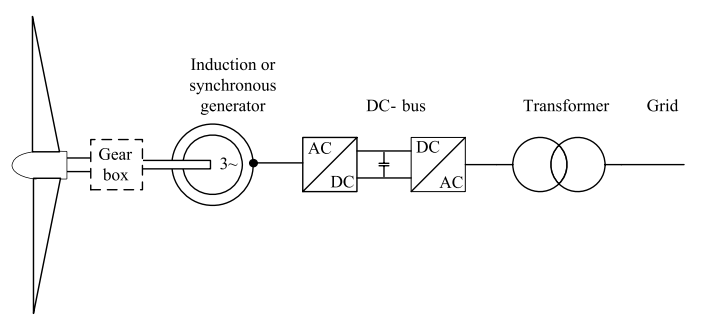 Induction or
synchronous
generator
DC- bus
Transformer
Grid
Gear
box
3~
AC
DC
DC
AC